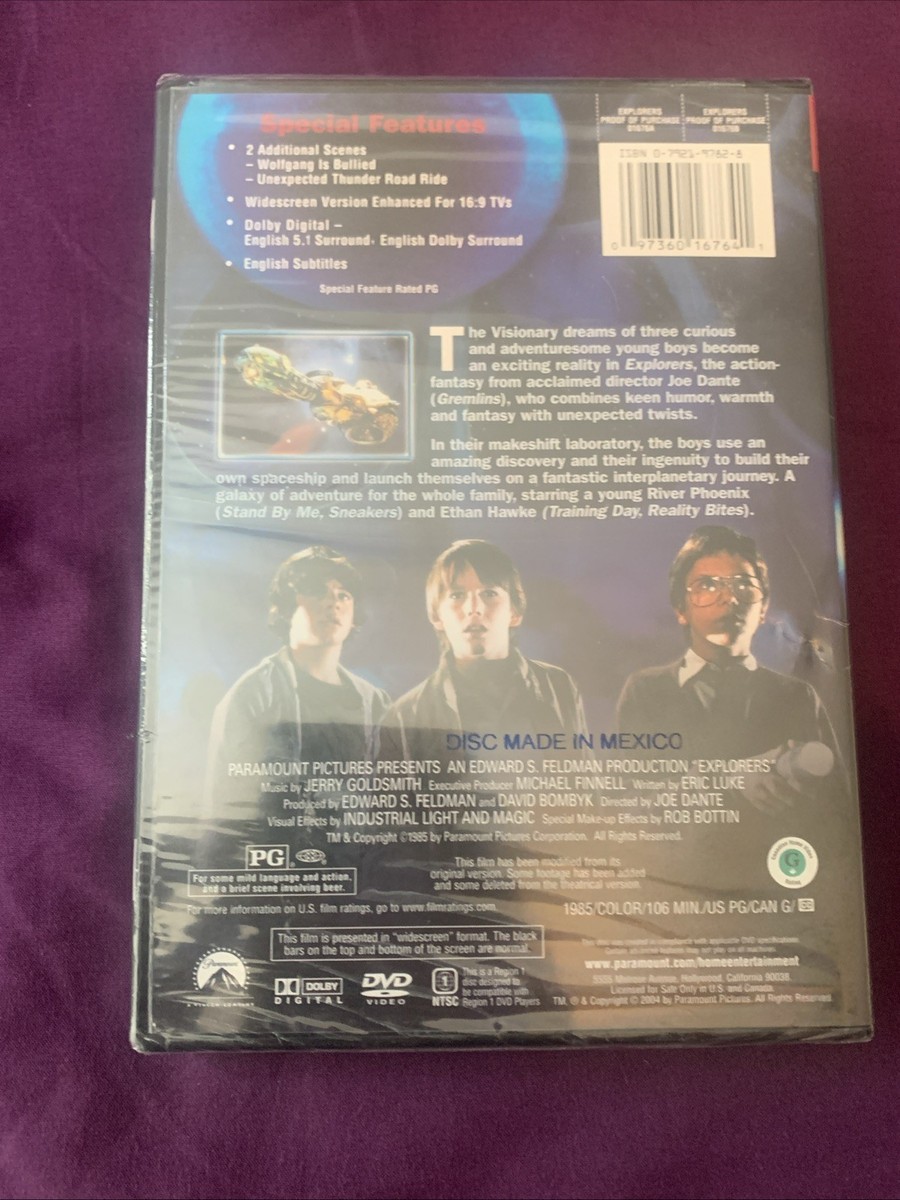 Special Features
• 2 Additional Scenes
– Wolfgang Is Bullied
– Unexpected Thunder Road Ride
• Widescreen Version Enhanced For 16:9 TVs
• Dolby Digital –
English 5.1 Surround, English Dolby Surround
• English Subtitles
Special Feature Rated PG
EXPLORERS
PROOF OF PURCHASE
01676A
EXPLORERS
PROOF OF PURCHASE
01676B
ISBN 0-7921-9762-6
0 97360 16764 1
The Visionary dreams of three curious
and adventuresome young boys become
an exciting reality in Explorers, the action-
fantasy from acclaimed director Joe Dante
(Gremlins), who combines keen humor, warmth
and fantasy with unexpected twists.
In their makeshift laboratory, the boys use an
amazing discovery and their ingenuity to build their
own spaceship and launch themselves on a fantastic interplanetary journey. A
galaxy of adventure for the whole family, starring a young River Phoenix
(Stand By Me, Sneakers) and Ethan Hawke (Training Day, Reality Bites).
DISC MADE IN MEXICO
PARAMOUNT PICTURES PRESENTS AN EDWARD S. FELDMAN PRODUCTION "EXPLORERS"
Music by JERRY GOLDSMITH Executive Producer MICHAEL FINNELL Written by ERIC LUKE
Produced by EDWARD S. FELDMAN and DAVID BOMBYK Directed by JOE DANTE
Visual Effects by INDUSTRIAL LIGHT AND MAGIC Special Make-up Effects by ROB BOTTIN
TM & Copyright ©1985 by Paramount Pictures Corporation. All Rights Reserved.
PG
For some mild language and action,
and a brief scene involving beer.
This film has been modified from its
original version. Some footage has been added
and some deleted from the theatrical version.
G
For more information on U.S. film ratings, go to www.filmratings.com.
1985/COLOR/106 MIN./US PG/CAN G/
This film is presented in "widescreen" format. The black
bars on the top and bottom of the screen are normal.
Paramount
DOLBY
DIGITAL
DVD
VIDEO
1
NTSC
This is a Region 1
disc designed to
be compatible with
Region 1 DVD Players
www.paramount.com/homeentertainment
Hollywood, California 90038.
Licensed for Sale Only in U.S. and Canada.
TM, ® & Copyright © 2004 by Paramount Pictures. All Rights Reserved.